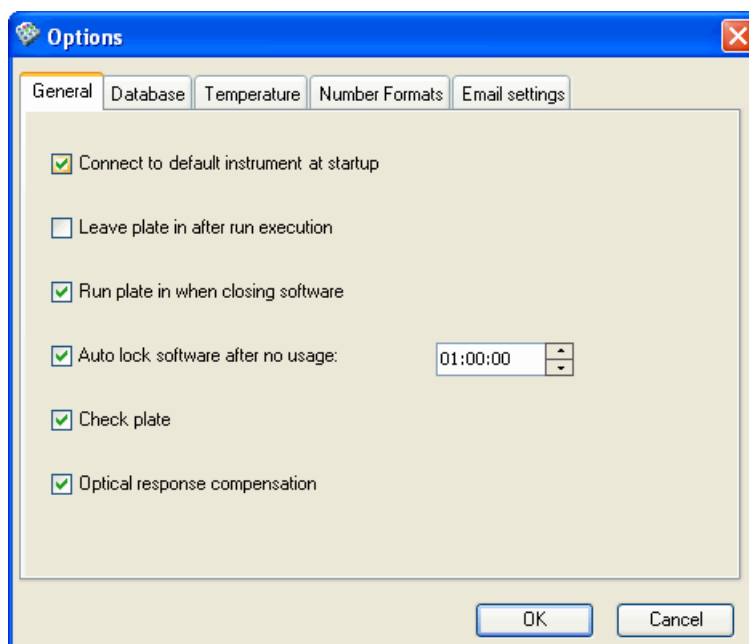 Options
General Database Temperature Number Formats Email settings
Connect to default instrument at startup
Leave plate in after run execution
Run plate in when closing software
Auto lock software after no usage: 01:00:00
Check plate
Optical response compensation
OK Cancel